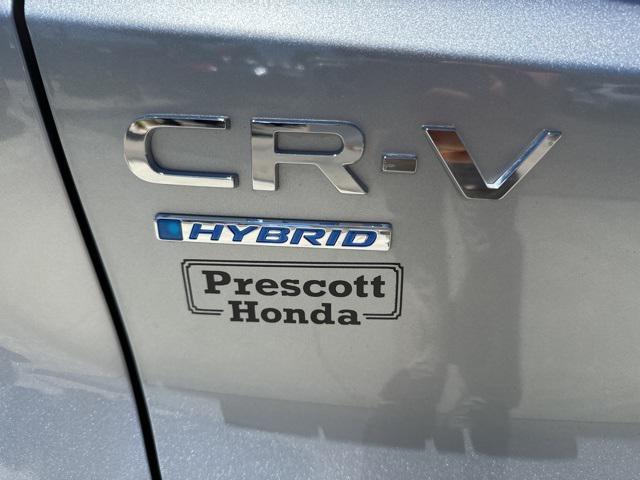 CR-V
HYBRID
Prescott
Honda